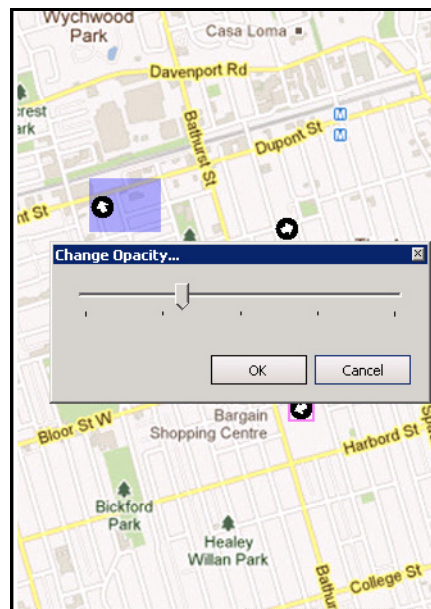 Wychwood
Park
Casa Loma
Davenport Rd
crest
ark
Bathurst St
Dupont St
M
M
nt St
Change Opacity...
OK
Cancel
Bloor St W
Bargain
Shopping Centre
Harbord St
Bickford
Park
Healey
Willan Park
Bathur
College St